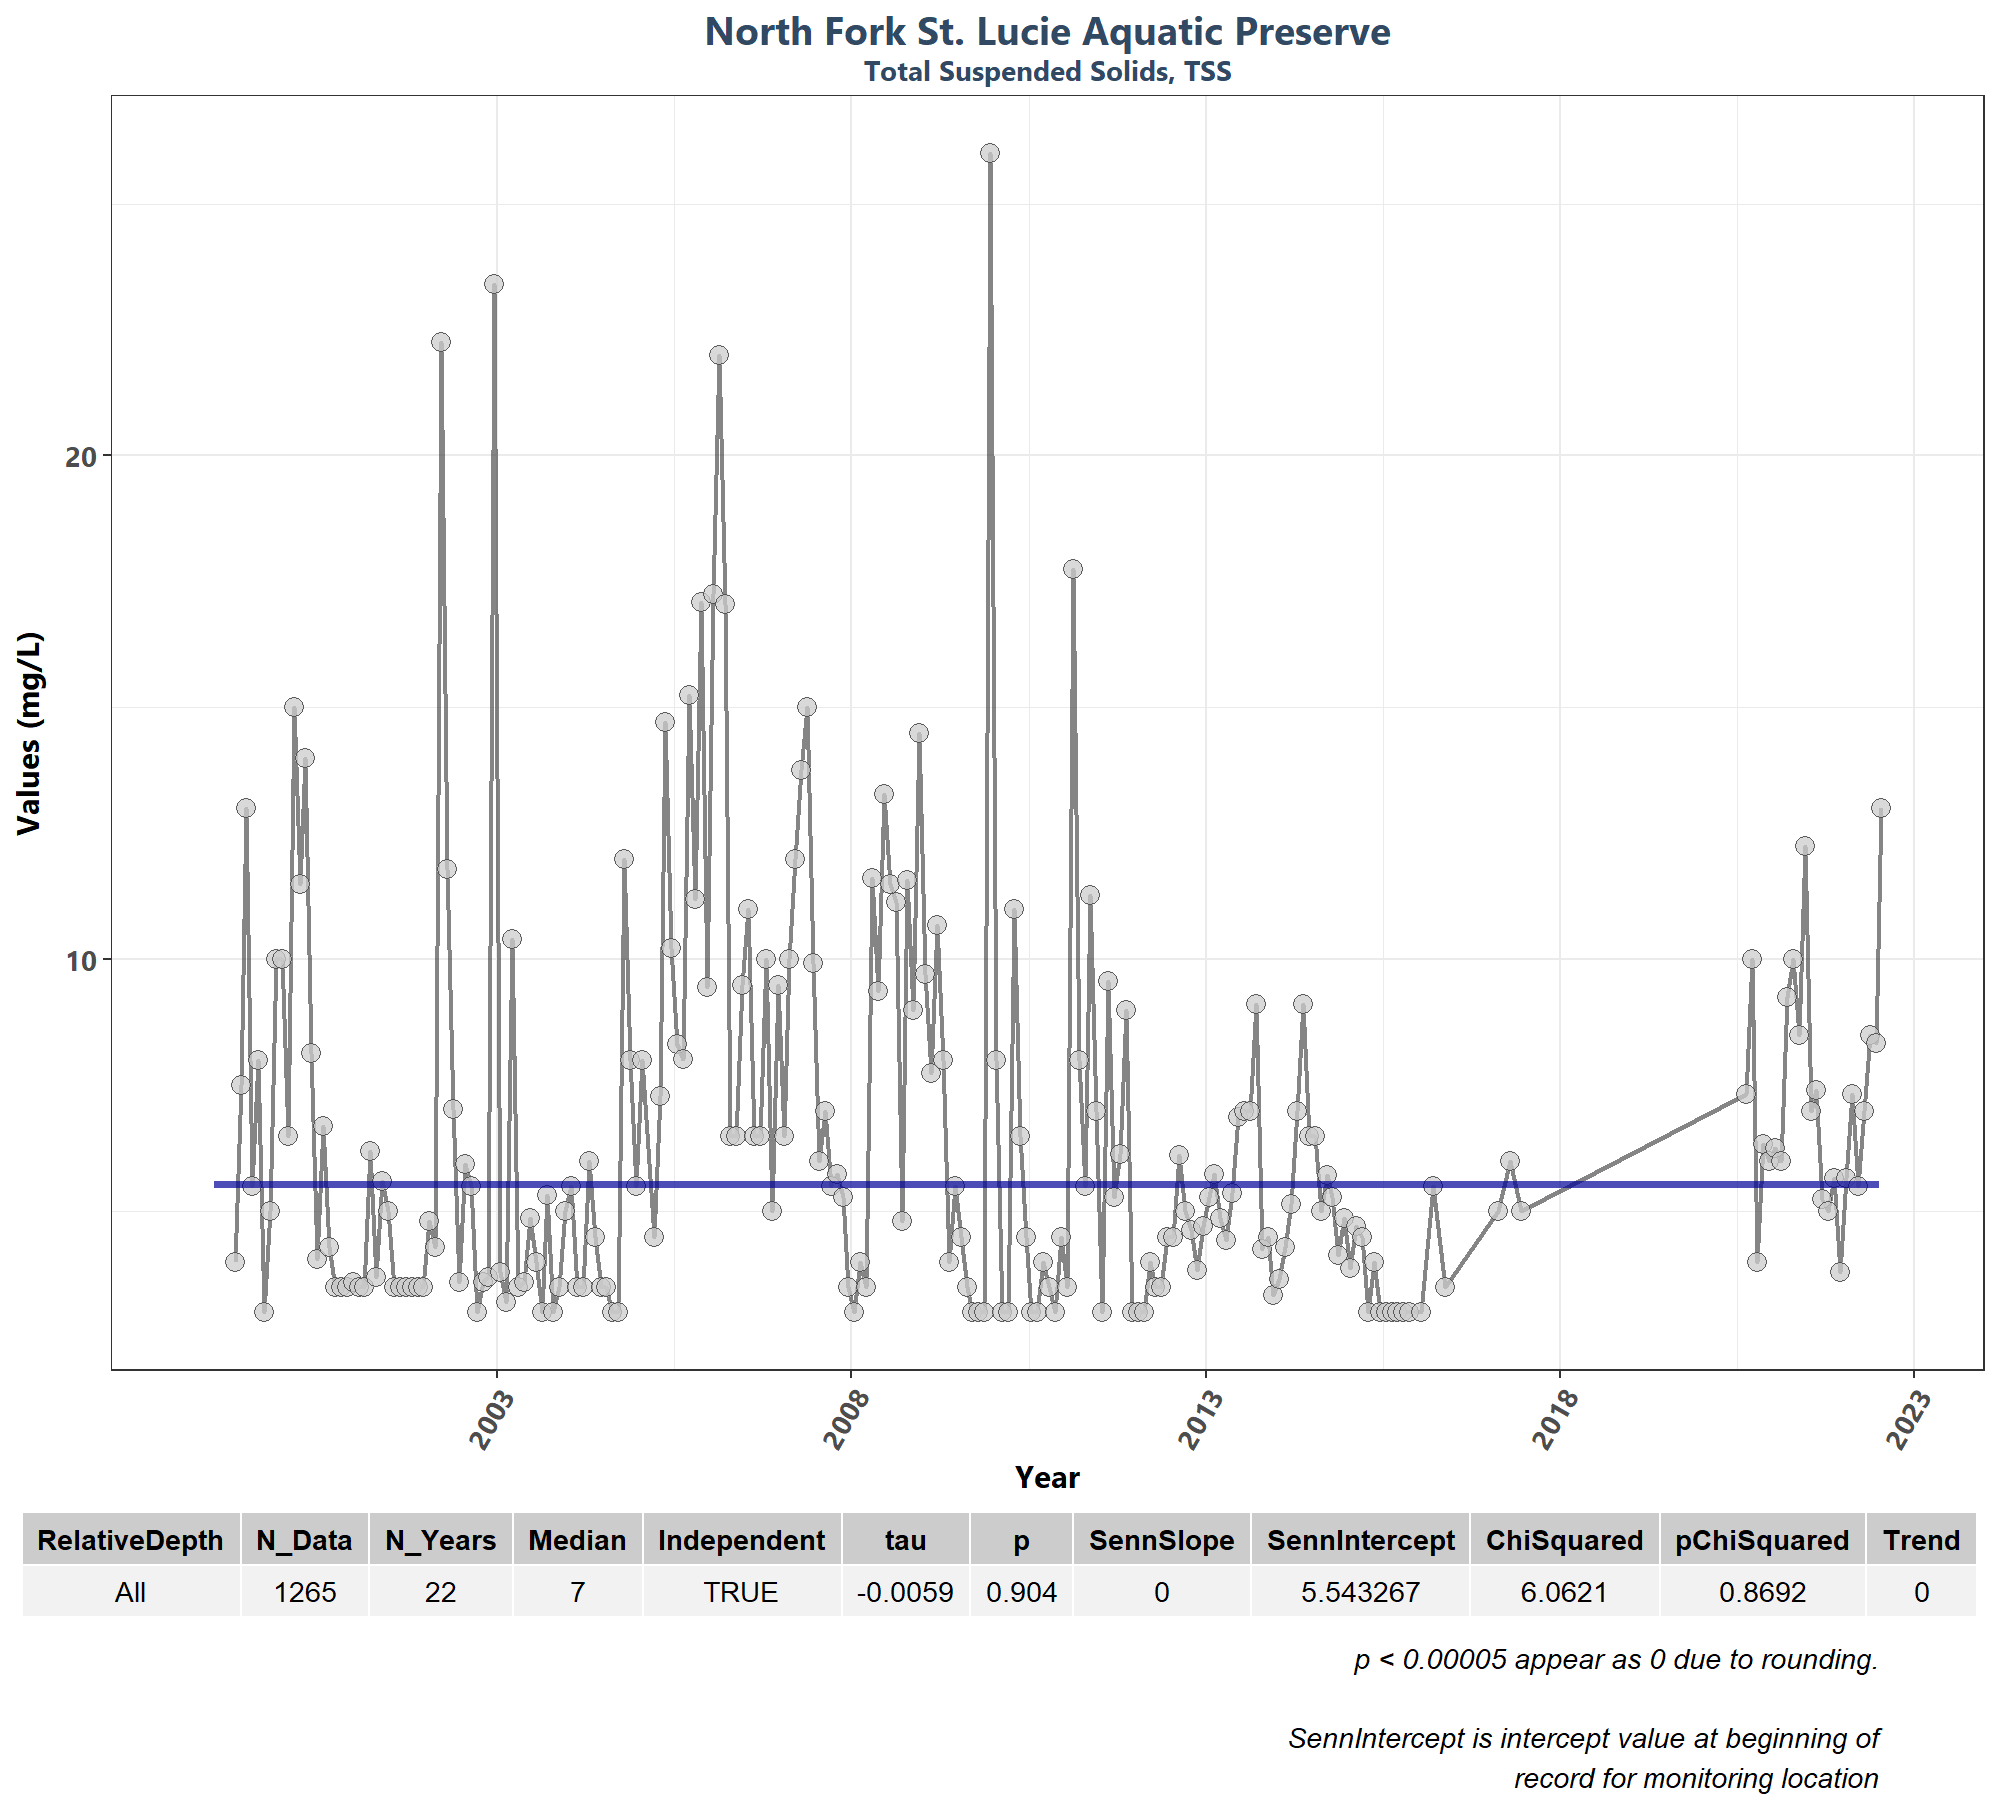 North Fork St. Lucie Aquatic Preserve
Total Suspended Solids, TSS
Values (mg/L)
20
10
2003 2008 2013 2018 2023
Year
RelativeDepth N_Data N_Years Median Independent tau p SennSlope SennIntercept ChiSquared pChiSquared Trend
All 1265 22 7 TRUE -0.0059 0.904 0 5.543267 6.0621 0.8692 0
p < 0.00005 appear as 0 due to rounding.
SennIntercept is intercept value at beginning of
record for monitoring location